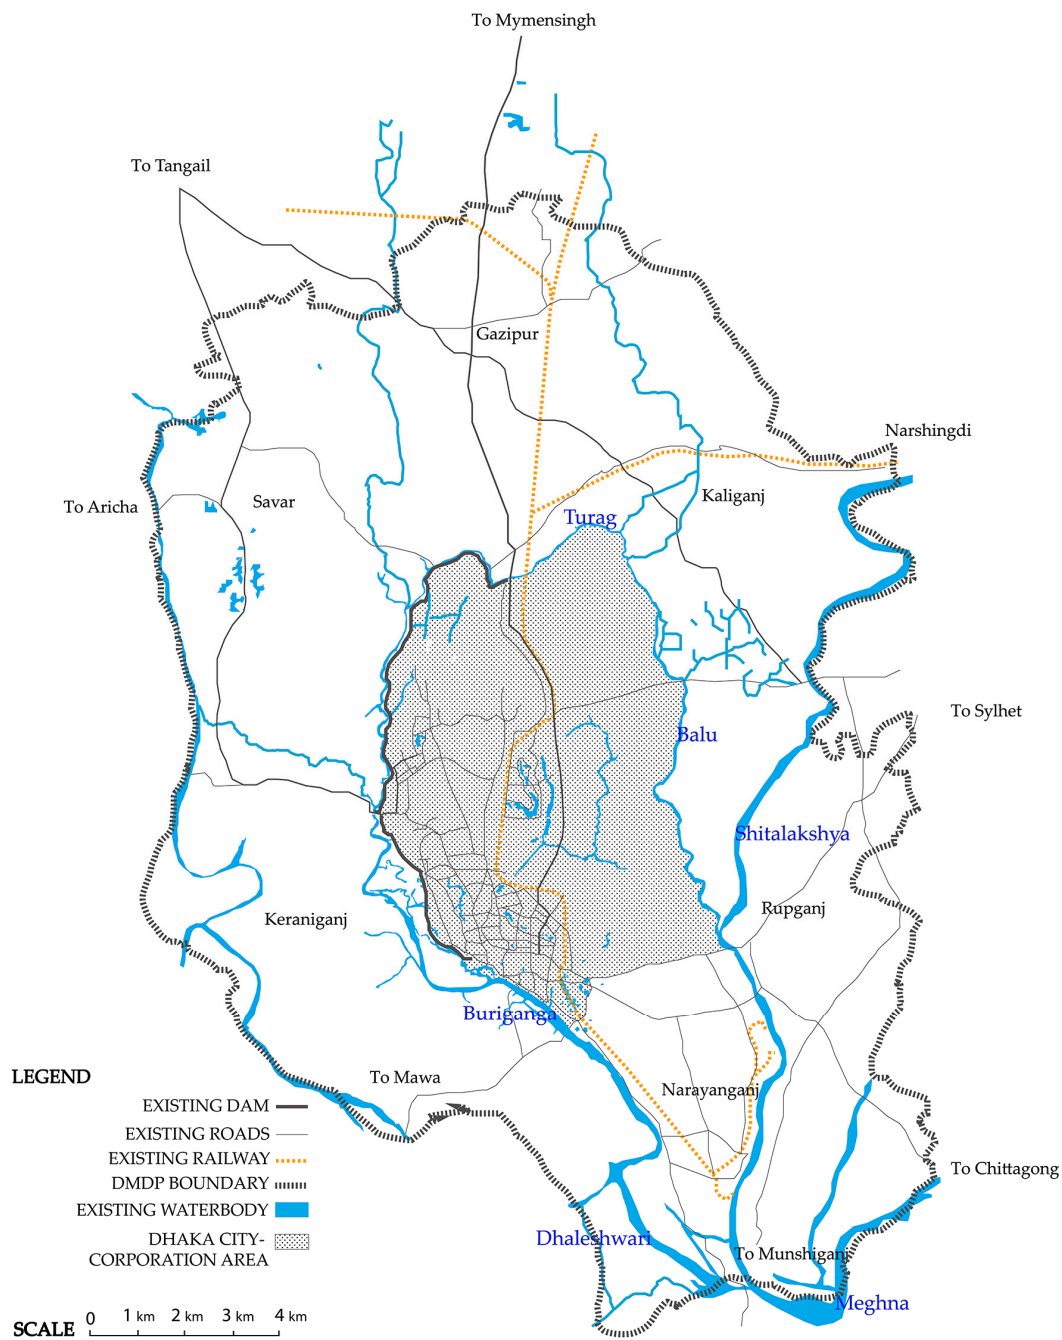 To Mymensingh
To Tangail
Gazipur
Narshingdi
Kaliganj
Savar
To Aricha
Turag
To Sylhet
Balu
Shitalakshya
Rupganj
Keraniganj
Buriganga
To Mawa
Narayanganj
To Chittagong
Dhaleshwari
To Munshiganj
Meghna
LEGEND
EXISTING DAM
EXISTING ROADS
EXISTING RAILWAY
DMDP BOUNDARY
EXISTING WATERBODY
DHAKA CITY-
CORPORATION AREA
SCALE 0 1 km 2 km 3 km 4 km